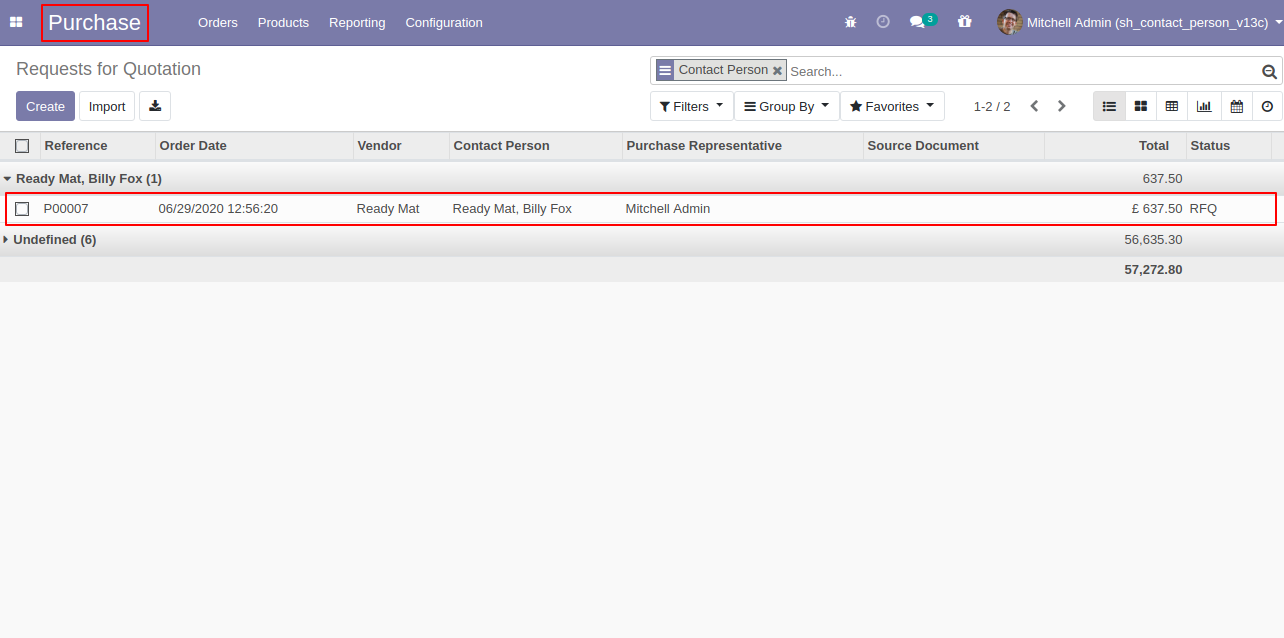 Purchase Orders Products Reporting Configuration 3 Mitchell Admin (sh_contact_person_v13c)
Requests for Quotation Contact Person Search...
Create Import Filters Group By Favorites 1-2 / 2
Reference Order Date Vendor Contact Person Purchase Representative Source Document Total Status
Ready Mat, Billy Fox (1) 637.50
P00007 06/29/2020 12:56:20 Ready Mat Ready Mat, Billy Fox Mitchell Admin £ 637.50 RFQ
Undefined (6) 56,635.30
57,272.80